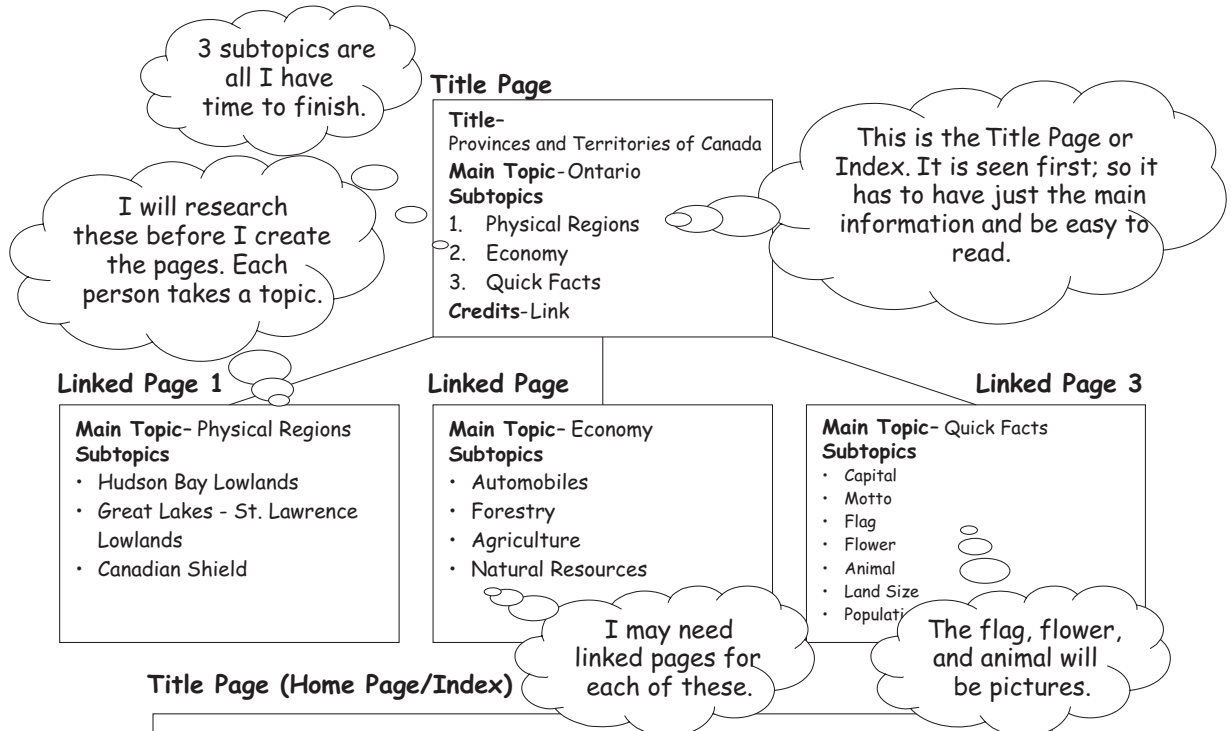 3 subtopics are
all I have
time to finish.
Title Page
Title–
Provinces and Territories of Canada
Main Topic-Ontario
Subtopics
1. Physical Regions
2. Economy
3. Quick Facts
Credits-Link
This is the Title Page or
Index. It is seen first; so it
has to have just the main
information and be easy to
read.
I will research
these before I create
the pages. Each
person takes a topic.
Linked Page 1
Main Topic– Physical Regions
Subtopics
• Hudson Bay Lowlands
• Great Lakes - St. Lawrence
Lowlands
• Canadian Shield
Linked Page
Main Topic– Economy
Subtopics
• Automobiles
• Forestry
• Agriculture
• Natural Resources
I may need
linked pages for
each of these.
Linked Page 3
Main Topic– Quick Facts
Subtopics
• Capital
• Motto
• Flag
• Flower
• Animal
• Land Size
•
The flag, flower,
and animal will
be pictures.
Title Page (Home Page/Index)